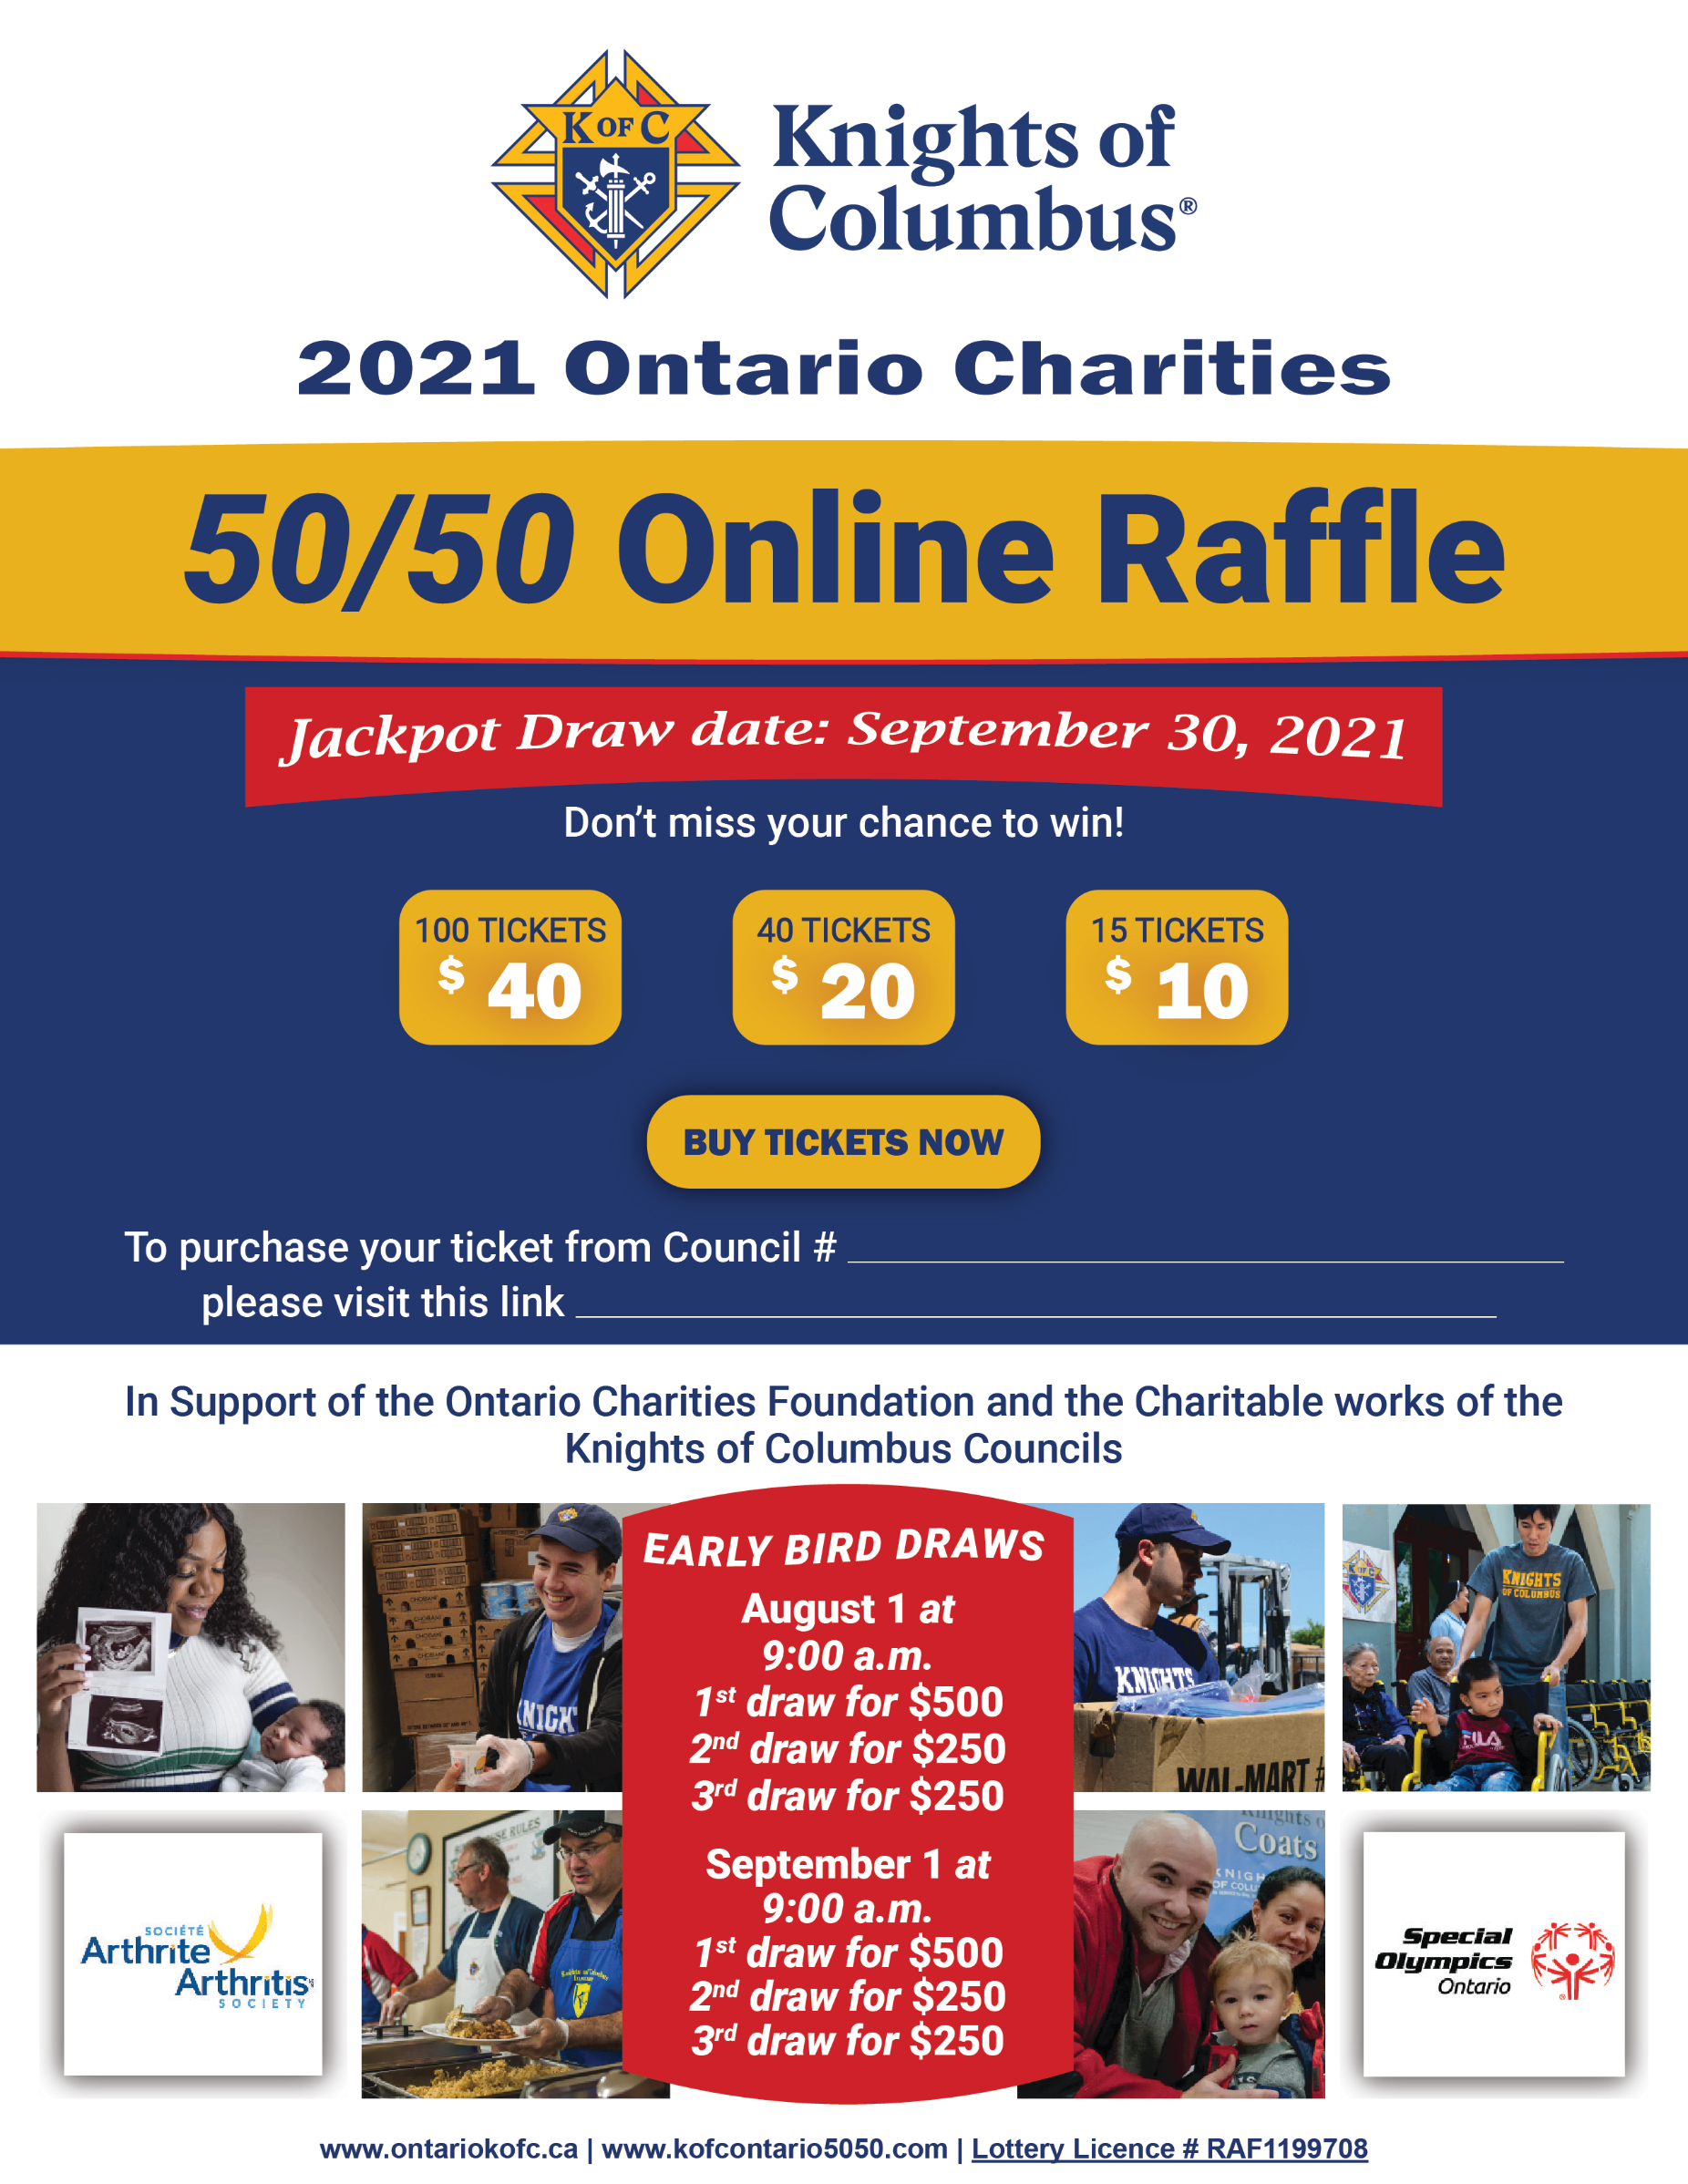 K OF C
Knights of
Columbus®
2021 Ontario Charities
50/50 Online Raffle
Jackpot Draw date: September 30, 2021
Don't miss your chance to win!
100 TICKETS
$ 40
40 TICKETS
$ 20
15 TICKETS
$ 10
BUY TICKETS NOW
To purchase your ticket from Council #
please visit this link
In Support of the Ontario Charities Foundation and the Charitable works of the
Knights of Columbus Councils
EARLY BIRD DRAWS
August 1 at
9:00 a.m.
1st draw for $500
2nd draw for $250
3rd draw for $250
September 1 at
9:00 a.m.
1st draw for $500
2nd draw for $250
3rd draw for $250
CHOBANI
KNIGHTS
WAL-MART #
K OF C
KNIGHTS
OF COLUMBUS
FILA
RULES
Knights
Coats
SOCIÉTÉ
Arthrite
Arthritis
SOCIETY
Special
Olympics
Ontario
www.ontariokofc.ca | www.kofcontario5050.com | Lottery Licence # RAF1199708